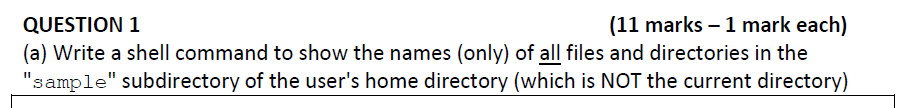 QUESTION 1 (11 marks – 1 mark each)
(a) Write a shell command to show the names (only) of all files and directories in the
"sample" subdirectory of the user's home directory (which is NOT the current directory)